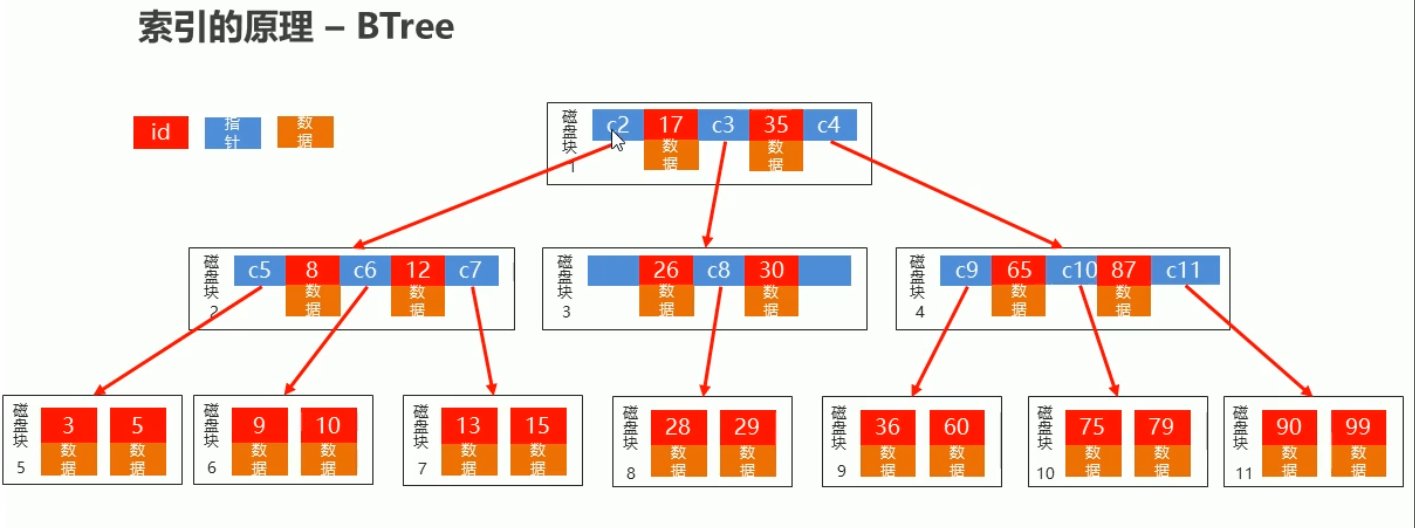 索引的原理 – BTree
id 指针 数据
磁盘块 1 c2 17 c3 35 c4
数据 数据
磁盘块 2 c5 8 c6 12 c7
数据 数据
磁盘块 3 26 c8 30
数据 数据
磁盘块 4 c9 65 c10 87 c11
数据 数据
磁盘块 5 3 5
数据 数据
磁盘块 6 9 10
数据 数据
磁盘块 7 13 15
数据 数据
磁盘块 8 28 29
数据 数据
磁盘块 9 36 60
数据 数据
磁盘块 10 75 79
数据 数据
磁盘块 11 90 99
数据 数据